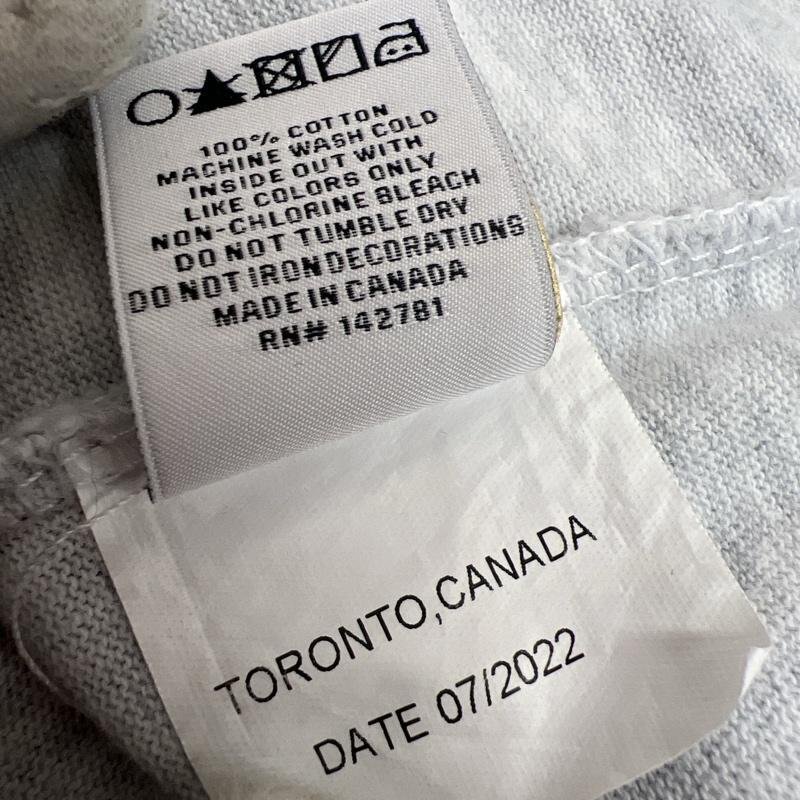 100% COTTON
MACHINE WASH COLD
INSIDE OUT WITH
LIKE COLORS ONLY
NON-CHLORINE BLEACH
DO NOT TUMBLE DRY
DO NOT IRON DECORATIONS
MADE IN CANADA
RN# 142781
TORONTO,CANADA
DATE 07/2022